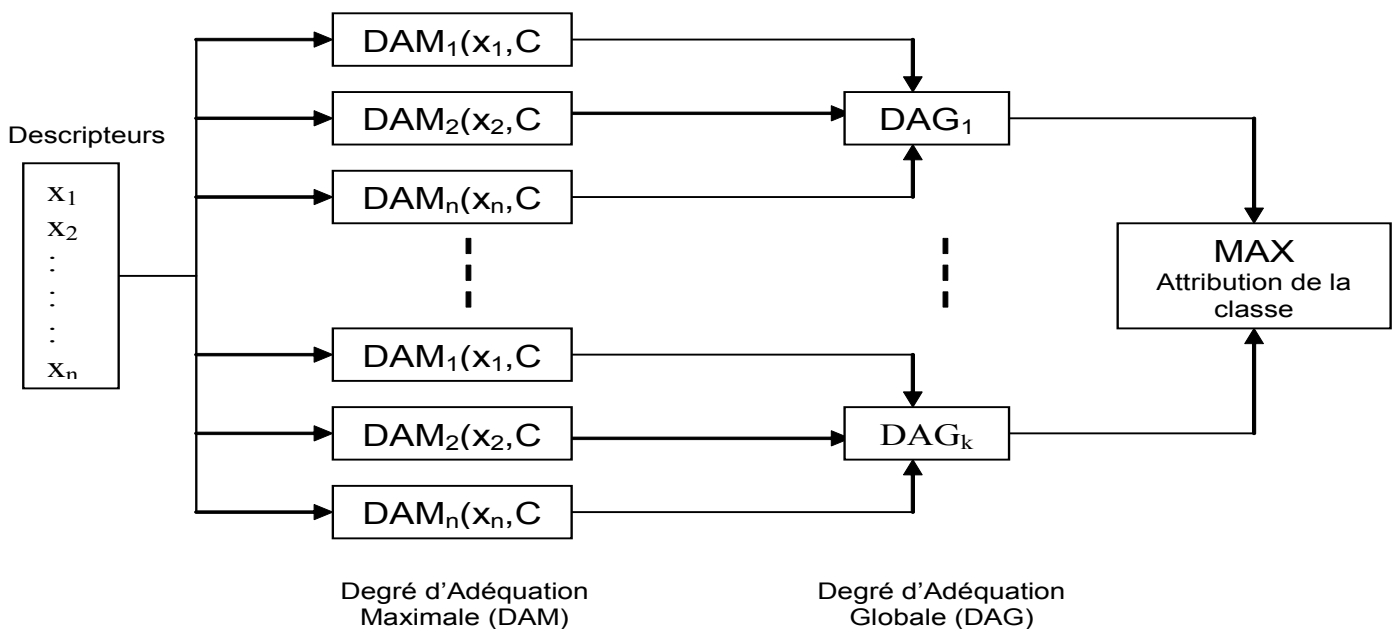 Descripteurs
x₁
x₂
⋮
xₙ
DAM₁(x₁,C
DAM₂(x₂,C
DAMₙ(xₙ,C
DAM₁(x₁,C
DAM₂(x₂,C
DAMₙ(xₙ,C
Degré d’Adéquation
Maximale (DAM)
DAG₁
DAGₖ
Degré d’Adéquation
Globale (DAG)
MAX
Attribution de la
classe